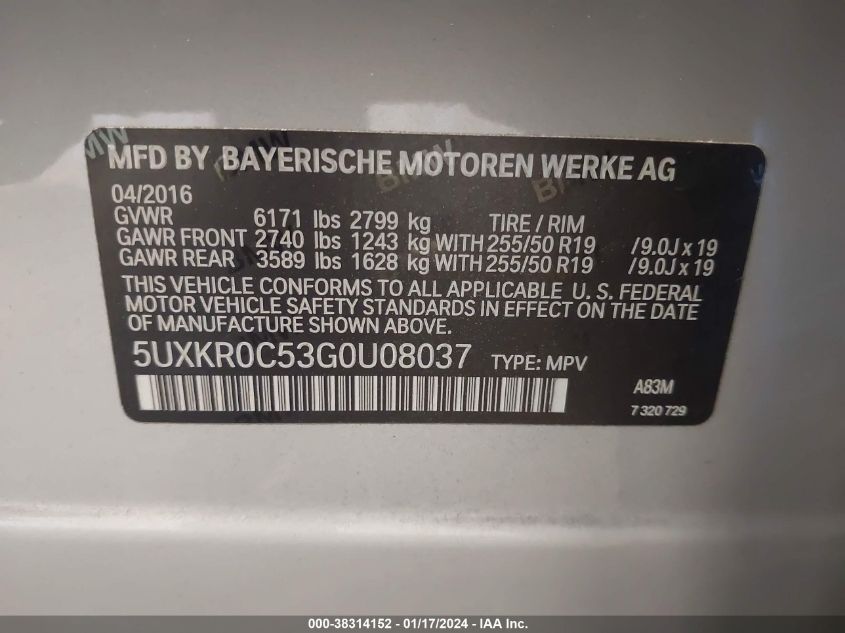 MFD BY BAYERISCHE MOTOREN WERKE AG
04/2016
GVWR 6171 lbs 2799 kg TIRE / RIM
GAWR FRONT 2740 lbs 1243 kg WITH 255/50 R19 /9.0J x 19
GAWR REAR 3589 lbs 1628 kg WITH 255/50 R19 /9.0J x 19
THIS VEHICLE CONFORMS TO ALL APPLICABLE U. S. FEDERAL
MOTOR VEHICLE SAFETY STANDARDS IN EFFECT ON THE DATE
OF MANUFACTURE SHOWN ABOVE.
5UXKR0C53G0U08037 TYPE: MPV
A83M
7 320 729
000-38314152 - 01/17/2024 - IAA Inc.